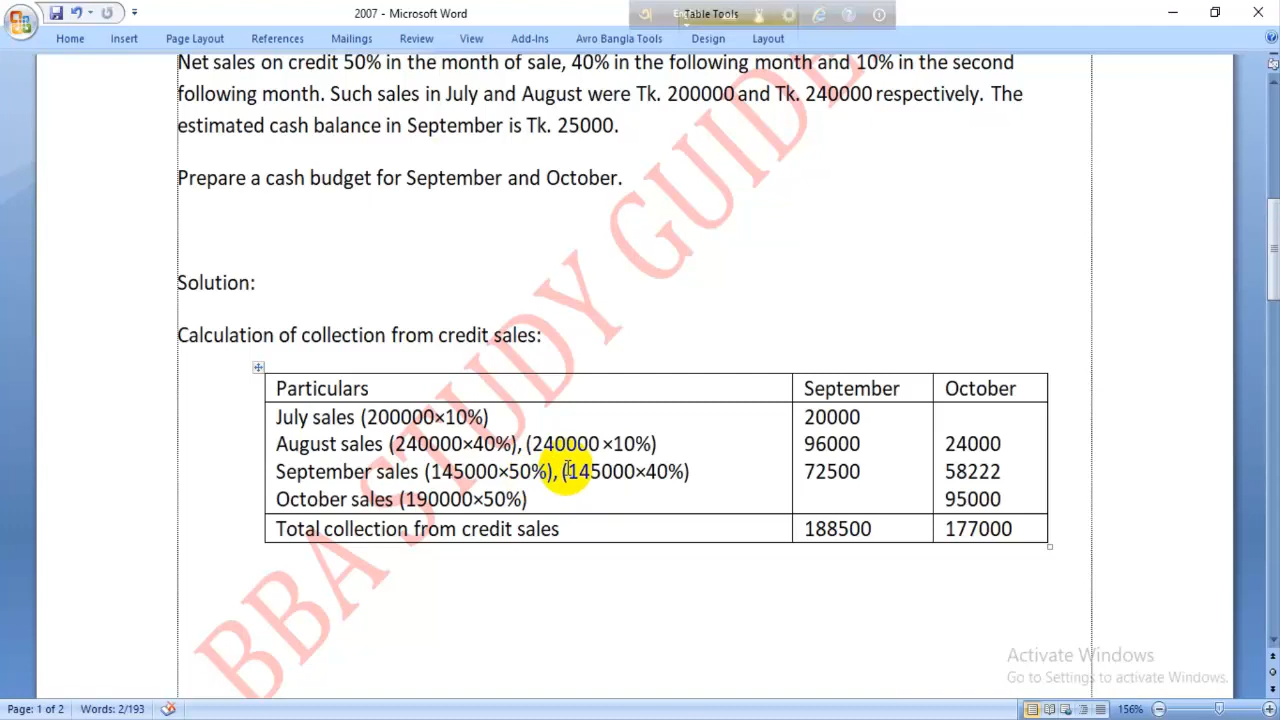 2007 - Microsoft Word
Table Tools
Home Insert Page Layout References Mailings Review View Add-Ins Avro Bangla Tools Design Layout
Net sales on credit 50% in the month of sale, 40% in the following month and 10% in the second
following month. Such sales in July and August were Tk. 200000 and Tk. 240000 respectively. The
estimated cash balance in September is Tk. 25000.
Prepare a cash budget for September and October.
Solution:
Calculation of collection from credit sales:
Particulars September October
July sales (200000×10%) 20000
August sales (240000×40%), (240000 ×10%) 96000 24000
September sales (145000×50%), (145000×40%) 72500 58222
October sales (190000×50%) 95000
Total collection from credit sales 188500 177000
BBA STUDY GUIDE
Activate Windows
Go to Settings to activate Windows.
Page: 1 of 2 Words: 2/193 156%